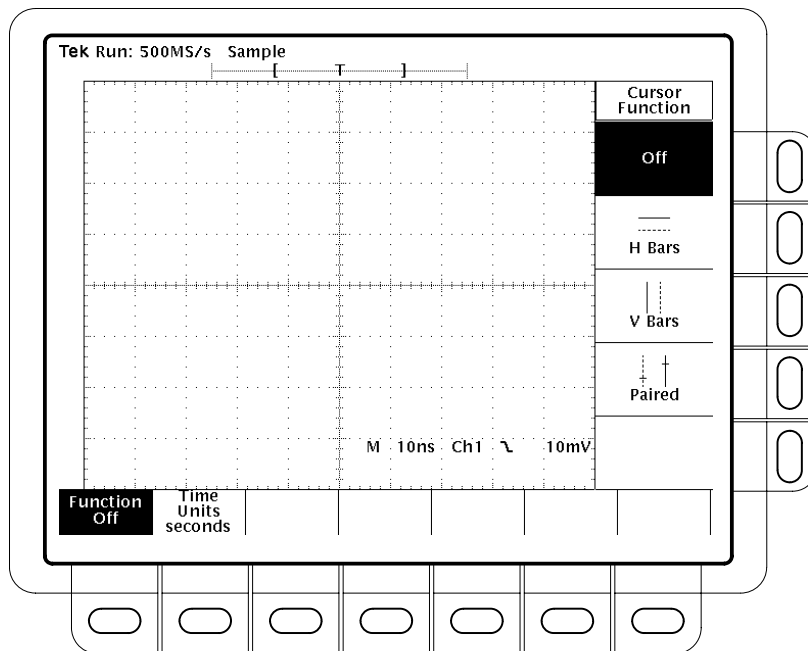 Tek Run: 500MS/s Sample
[ T ]
Cursor
Function
Off
H Bars
V Bars
Paired
M 10ns Ch1 10mV
Function
Off
Time
Units
seconds